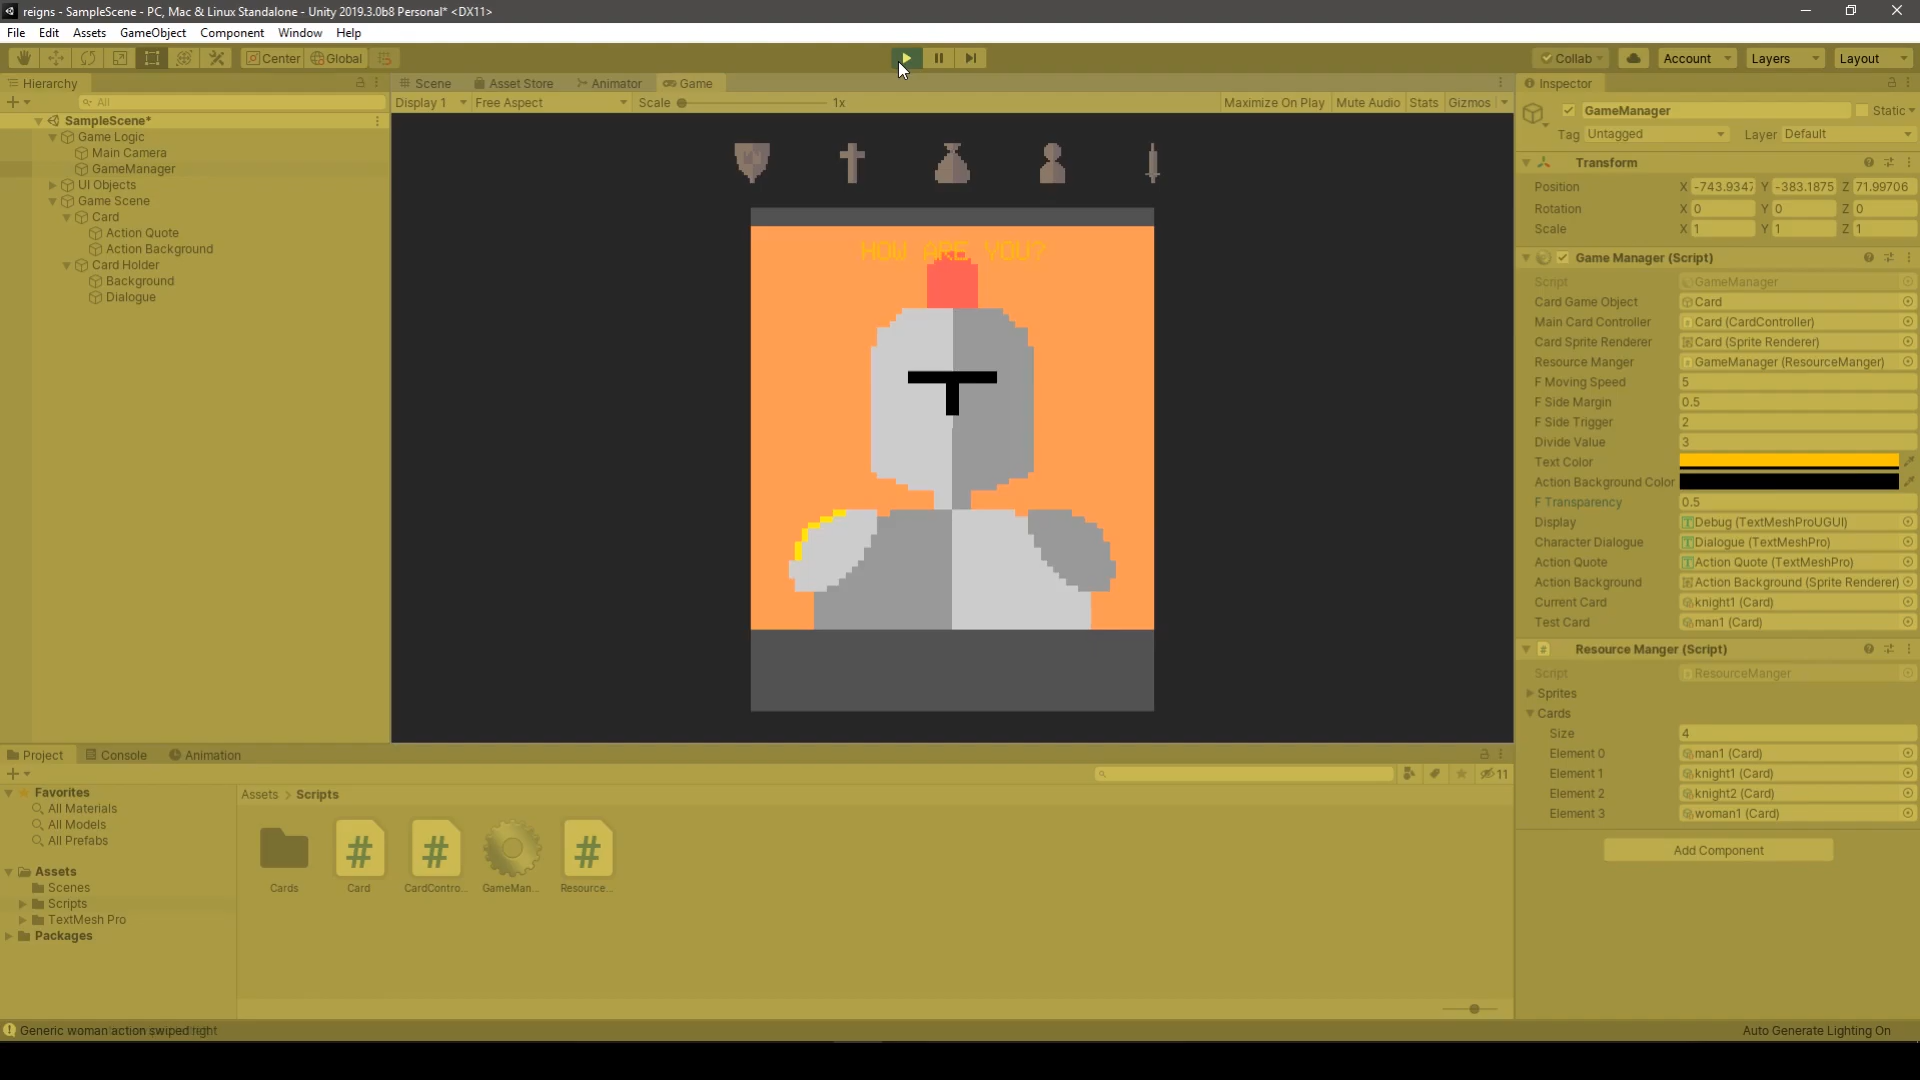 reigns - SampleScene - PC, Mac & Linux Standalone - Unity 2019.3.0b8 Personal* <DX11>
File Edit Assets GameObject Component Window Help
Center Global Collab Account Layers Layout
Hierarchy
All
SampleScene*
Game Logic
Main Camera
GameManager
UI Objects
Game Scene
Card
Action Quote
Action Background
Card Holder
Background
Dialogue
Scene Asset Store Animator Game
Display 1 Free Aspect Scale 1x Maximize On Play Mute Audio Stats Gizmos
HOW ARE YOU?
Inspector
GameManager Static
Tag Untagged Layer Default
Transform
Position X -743.9347 Y -383.1875 Z 71.99706
Rotation X 0 Y 0 Z 0
Scale X 1 Y 1 Z 1
Game Manager (Script)
Script GameManager
Card Game Object Card
Main Card Controller Card (CardController)
Card Sprite Renderer Card (Sprite Renderer)
Resource Manger GameManager (ResourceManger)
F Moving Speed 5
F Side Margin 0.5
F Side Trigger 2
Divide Value 3
Text Color
Action Background Color
F Transparency 0.5
Display Debug (TextMeshProUGUI)
Character Dialogue Dialogue (TextMeshPro)
Action Quote Action Quote (TextMeshPro)
Action Background Action Background (Sprite Renderer)
Current Card knight1 (Card)
Test Card man1 (Card)
Resource Manger (Script)
Script ResourceManger
Sprites
Cards
Size 4
Element 0 man1 (Card)
Element 1 knight1 (Card)
Element 2 knight2 (Card)
Element 3 woman1 (Card)
Add Component
Project Console Animation
11
Favorites
All Materials
All Models
All Prefabs
Assets
Scenes
Scripts
TextMesh Pro
Packages
Assets > Scripts
Cards Card CardContro... GameMan... Resource...
Generic woman action swiped right
Auto Generate Lighting On